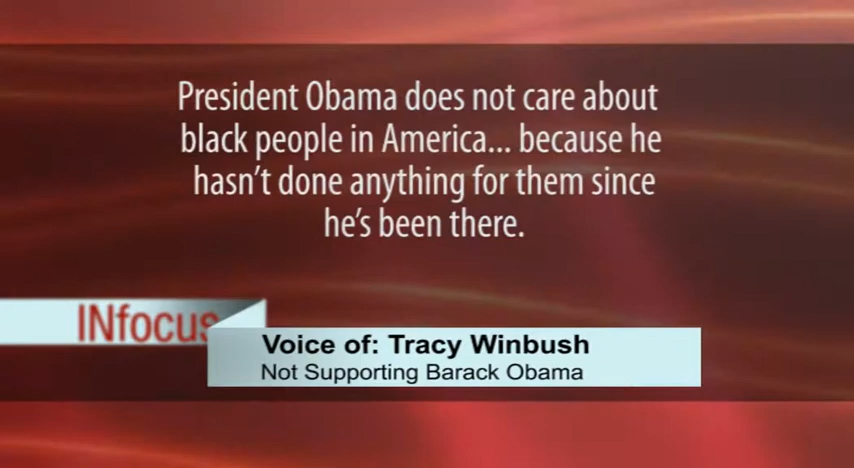 President Obama does not care about
black people in America... because he
hasn't done anything for them since
he's been there.
INfocus
Voice of: Tracy Winbush
Not Supporting Barack Obama